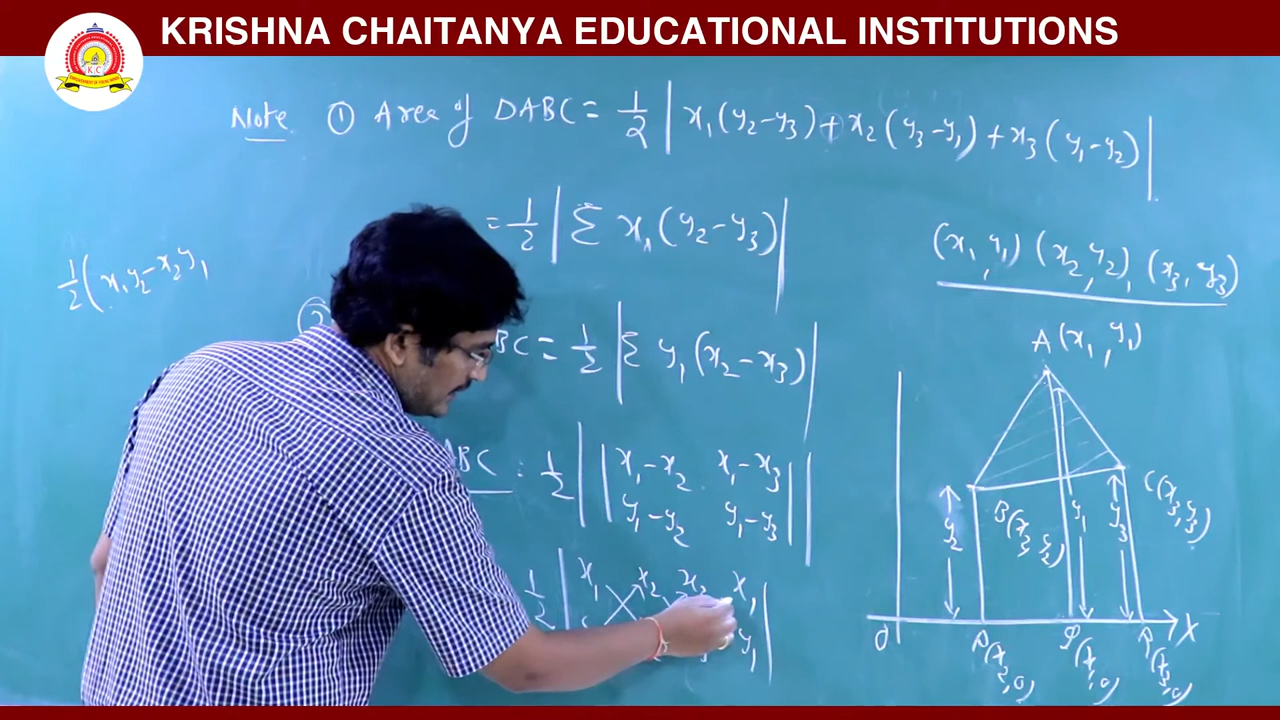 KRISHNA CHAITANYA EDUCATIONAL INSTITUTIONS
K.C
Note ① Area of ΔABC = 1/2 | x₁(y₂-y₃) + x₂(y₃-y₁) + x₃(y₁-y₂) |
= 1/2 | Σ x₁(y₂-y₃) |
(x₁, y₁) (x₂, y₂), (x₃, y₃)
1/2 ( x₁y₂-x₂y₁
② BC = 1/2 | Σ y₁(x₂-x₃) |
ABC = 1/2 | | x₁-x₂ x₁-x₃ | |
y₁-y₂ y₁-y₃
1/2 | x₁ x₂ x₃ x₁ |
y₁
A(x₁, y₁)
B(x₂, y₂)
C(x₃, y₃)
y₂ y₁ y₃
O X
(x₂, 0) (x₁, 0) (x₃, 0)